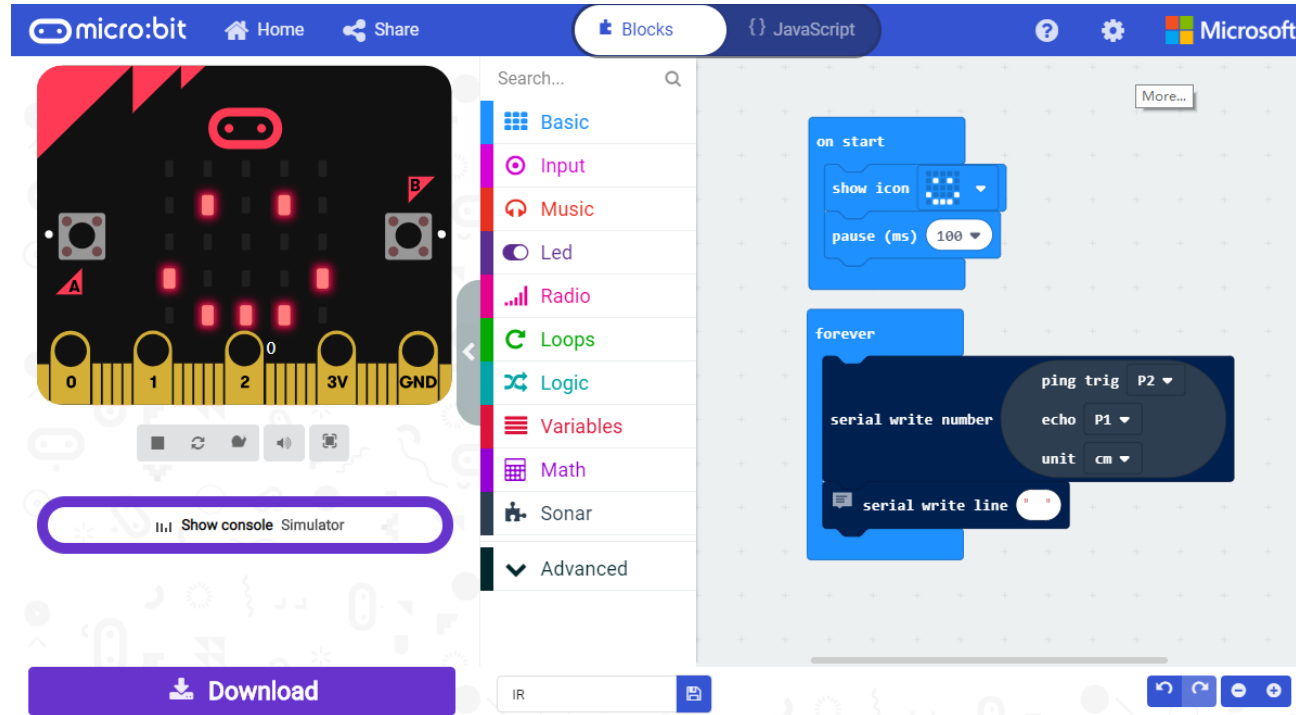 micro:bit Home Share Blocks {} JavaScript ? Microsoft
Search...
More...
Basic
Input
Music
Led
Radio
Loops
Logic
Variables
Math
Sonar
Advanced
B
A
0
0 1 2 3V GND
Show console Simulator
Download
IR
on start
show icon
pause (ms) 100
forever
serial write number
ping trig P2
echo P1
unit cm
serial write line " "